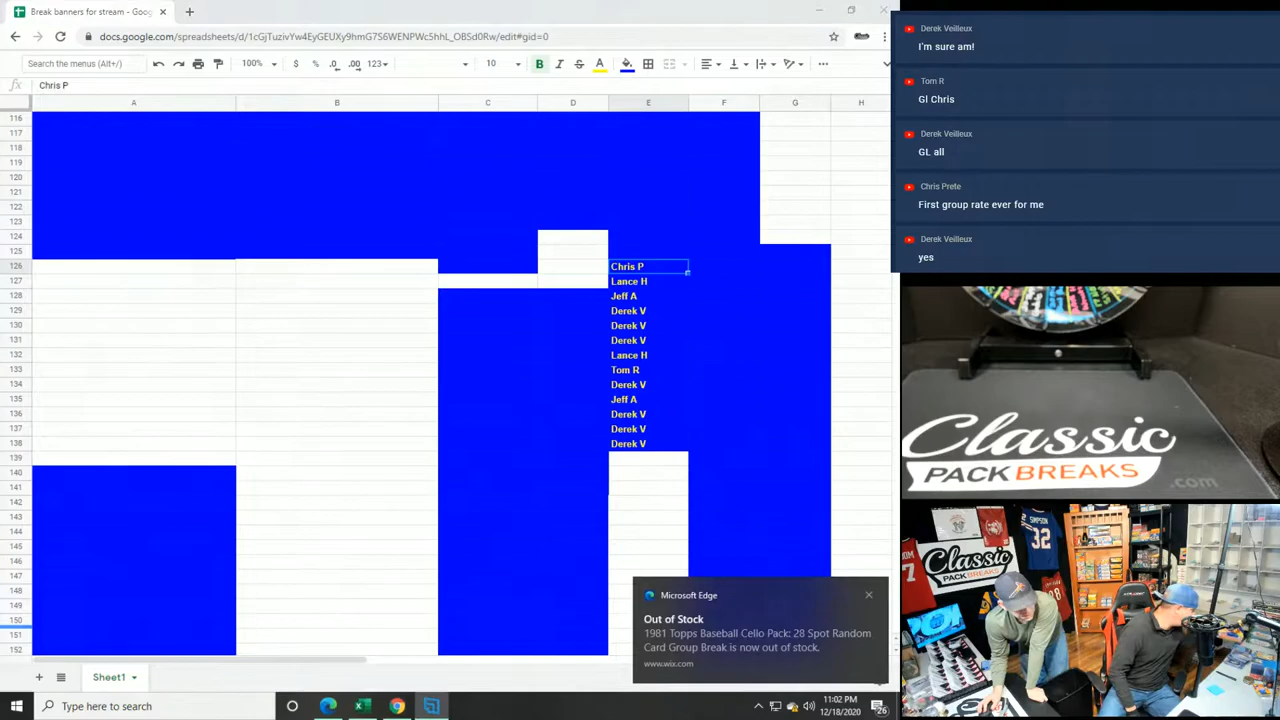 Break banners for stream - Goog
docs.google.com/spreadsheets/d/
Search the menus (Alt+/)
100%
$ % .0 .00 123
10
B I S A
fx Chris P
A B C D E F G H
116
117
118
119
120
121
122
123
124
125
126 Chris P
127 Lance H
128 Jeff A
129 Derek V
130 Derek V
131 Derek V
132 Lance H
133 Tom R
134 Derek V
135 Jeff A
136 Derek V
137 Derek V
138 Derek V
139
140
141
142
143
144
145
146
147
148
149
150
151
152
Sheet1
Microsoft Edge
Out of Stock
1981 Topps Baseball Cello Pack: 28 Spot Random
Card Group Break is now out of stock.
www.wix.com
Type here to search
11:02 PM
12/18/2020
26
Derek Veilleux
I'm sure am!
Tom R
Gl Chris
Derek Veilleux
GL all
Chris Prete
First group rate ever for me
Derek Veilleux
yes
Classic
PACK BREAKS
.com
Classic
PACK BREAKS
SIMPSON
32